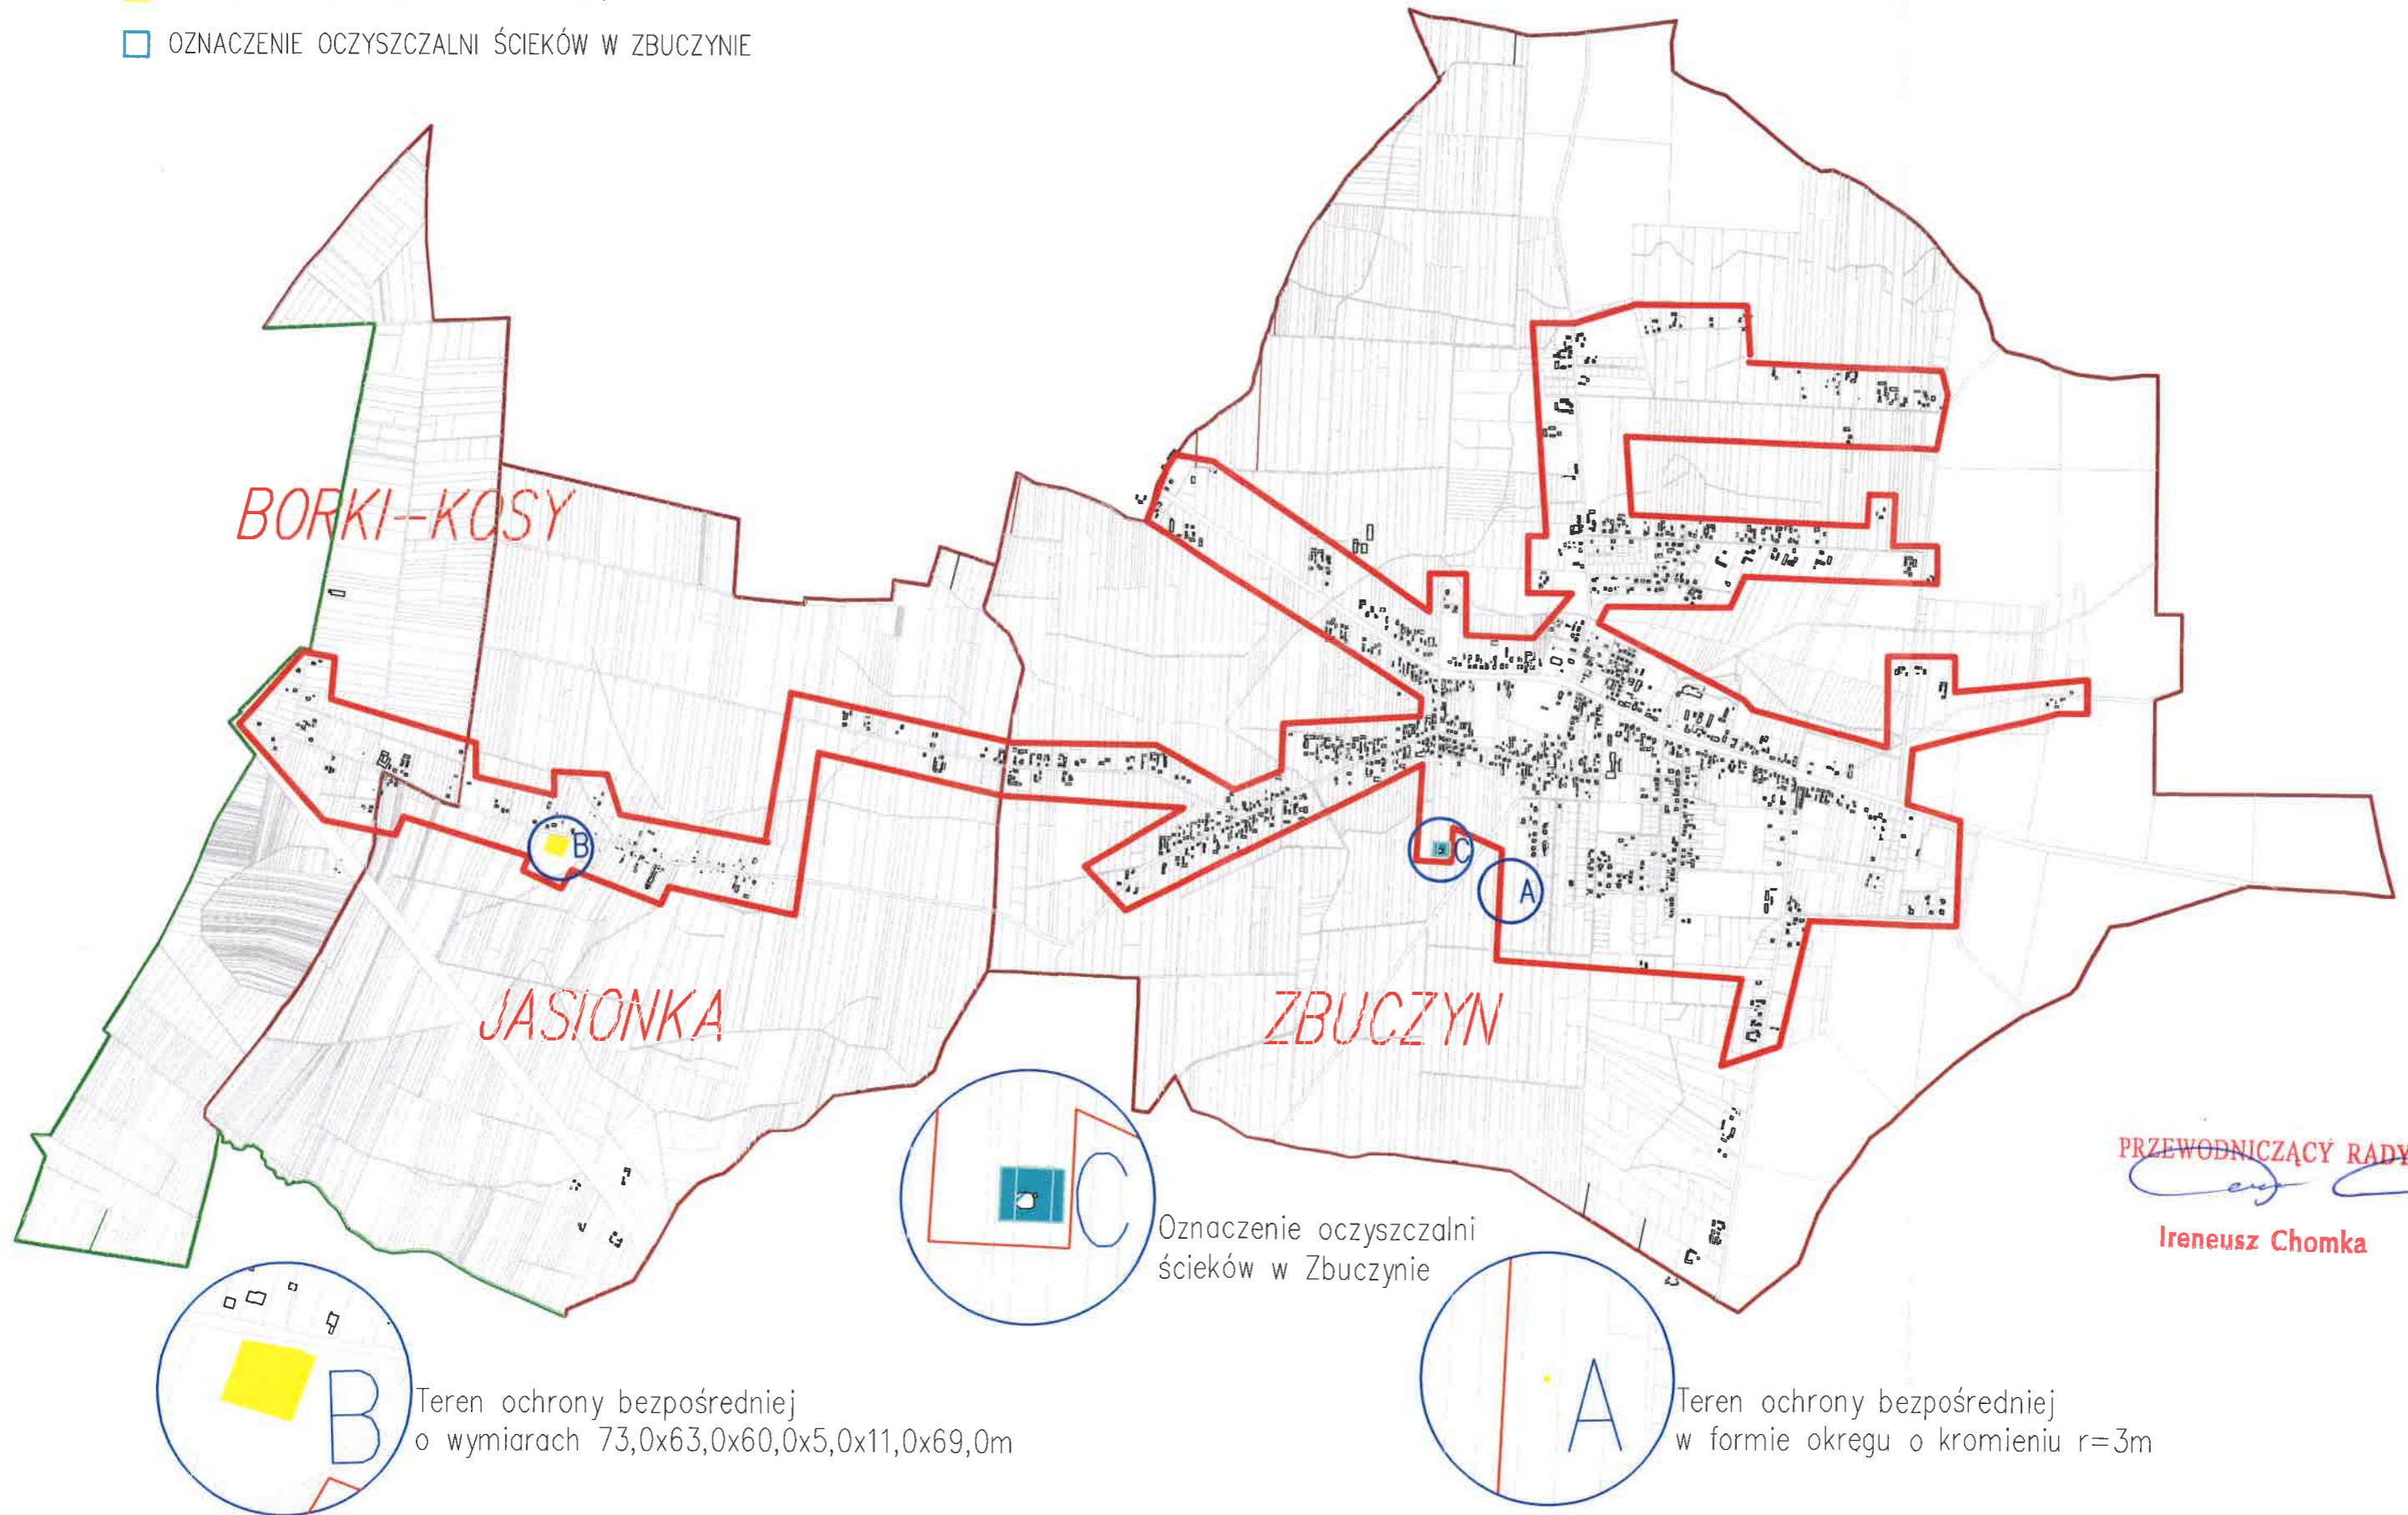 OZNACZENIE OCZYSZCZALNI ŚCIEKÓW W ZBUCZYNIE
BORKI-KOSY
B
C
A
JASIONKA
ZBUCZYN
PRZEWODNICZĄCY RADY
Ireneusz Chomka
C
Oznaczenie oczyszczalni
ścieków w Zbuczynie
B
Teren ochrony bezpośredniej
o wymiarach 73,0x63,0x60,0x5,0x11,0x69,0m
A
Teren ochrony bezpośredniej
w formie okręgu o kromieniu r=3m